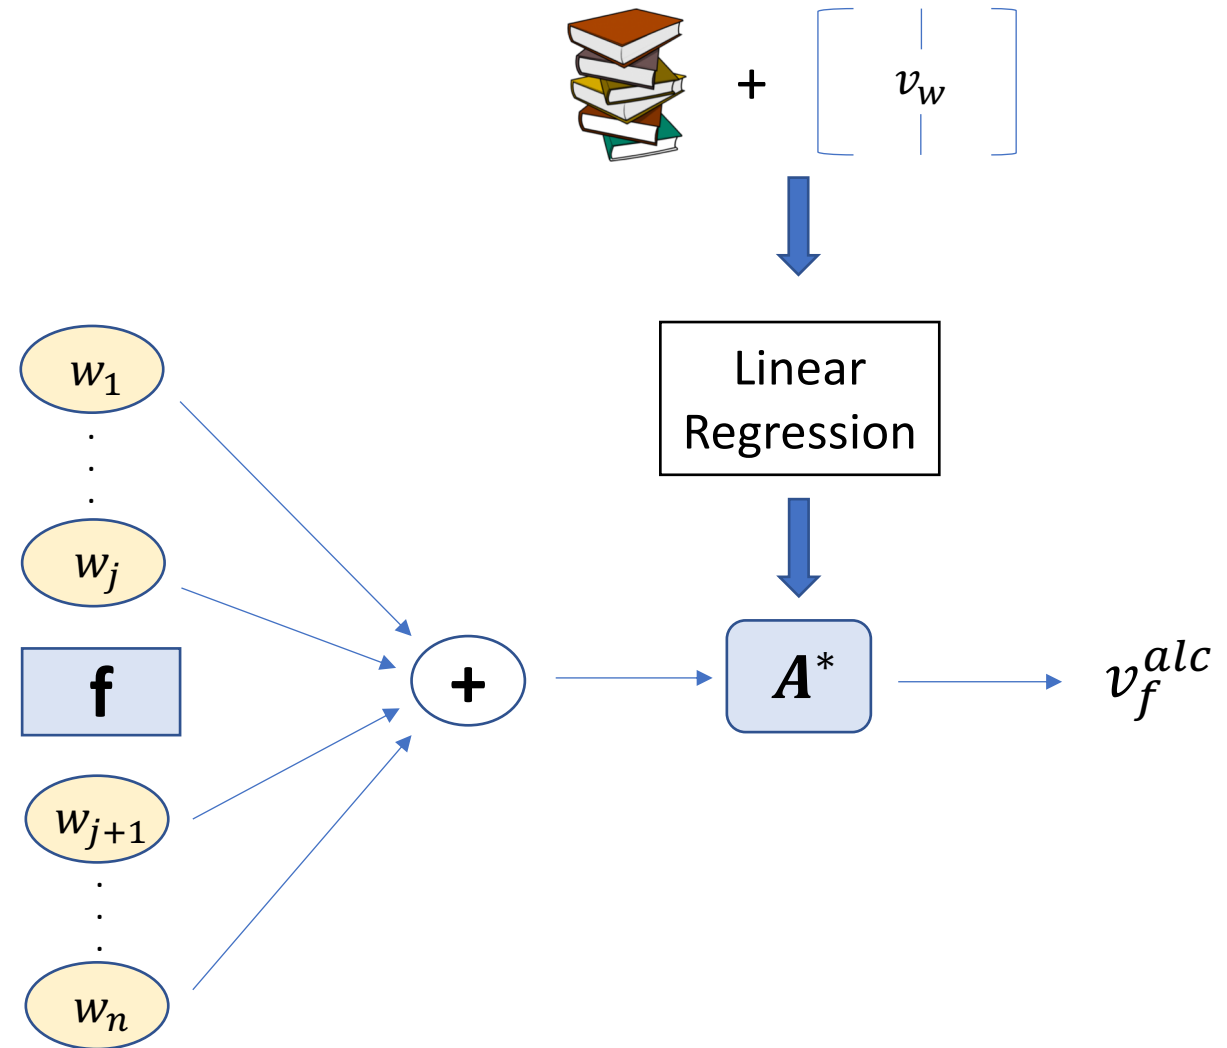 +
v_w
Linear
Regression
w_1
.
.
.
w_j
f
w_{j+1}
.
.
.
w_n
+
A^*
v_f^{alc}